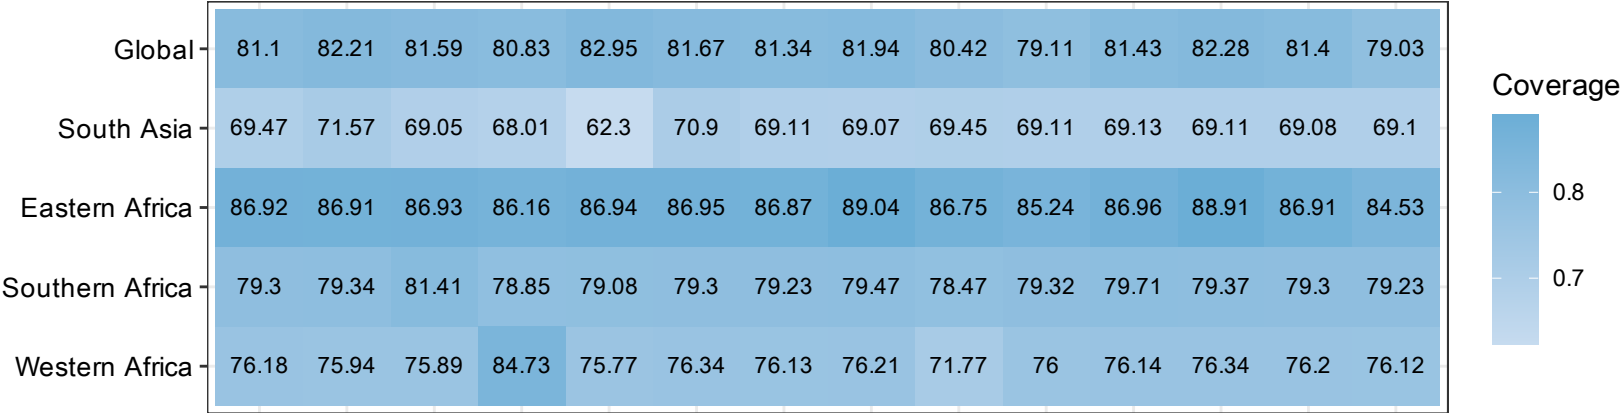 Global 81.1 82.21 81.59 80.83 82.95 81.67 81.34 81.94 80.42 79.11 81.43 82.28 81.4 79.03
South Asia 69.47 71.57 69.05 68.01 62.3 70.9 69.11 69.07 69.45 69.11 69.13 69.11 69.08 69.1
Eastern Africa 86.92 86.91 86.93 86.16 86.94 86.95 86.87 89.04 86.75 85.24 86.96 88.91 86.91 84.53
Southern Africa 79.3 79.34 81.41 78.85 79.08 79.3 79.23 79.47 78.47 79.32 79.71 79.37 79.3 79.23
Western Africa 76.18 75.94 75.89 84.73 75.77 76.34 76.13 76.21 71.77 76 76.14 76.34 76.2 76.12
Coverage
0.8
0.7